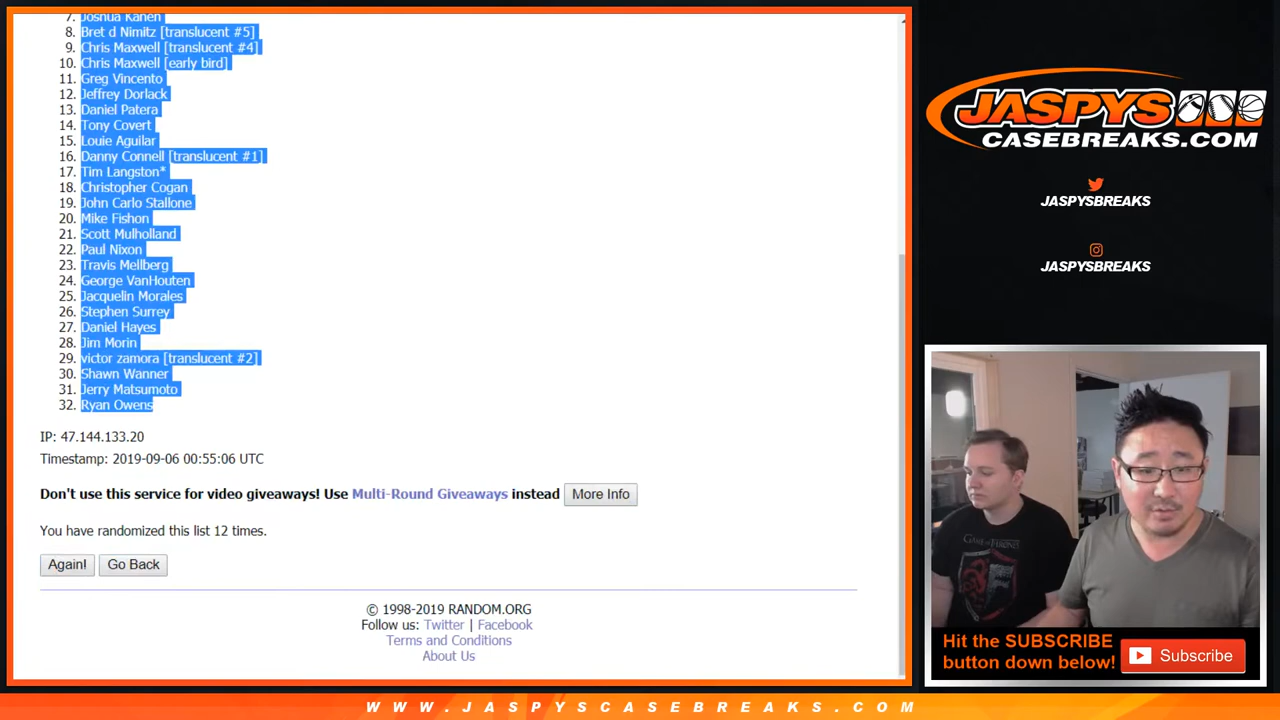 7. Joshua Kanen
8. Bret d Nimitz [translucent #5]
9. Chris Maxwell [translucent #4]
10. Chris Maxwell [early bird]
11. Greg Vincento
12. Jeffrey Dorlack
13. Daniel Patera
14. Tony Covert
15. Louie Aguilar
16. Danny Connell [translucent #1]
17. Tim Langston*
18. Christopher Cogan
19. John Carlo Stallone
20. Mike Fishon
21. Scott Mulholland
22. Paul Nixon
23. Travis Mellberg
24. George VanHouten
25. Jacquelin Morales
26. Stephen Surrey
27. Daniel Hayes
28. Jim Morin
29. victor zamora [translucent #2]
30. Shawn Wanner
31. Jerry Matsumoto
32. Ryan Owens
IP: 47.144.133.20
Timestamp: 2019-09-06 00:55:06 UTC
Don't use this service for video giveaways! Use Multi-Round Giveaways instead More Info
You have randomized this list 12 times.
Again! Go Back
© 1998-2019 RANDOM.ORG
Follow us: Twitter | Facebook
Terms and Conditions
About Us
JASPYS
CASEBREAKS.COM
JASPYSBREAKS
JASPYSBREAKS
GAME OF THRONES
Hit the SUBSCRIBE
button down below!
Subscribe
WWW.JASPYSCASEBREAKS.COM